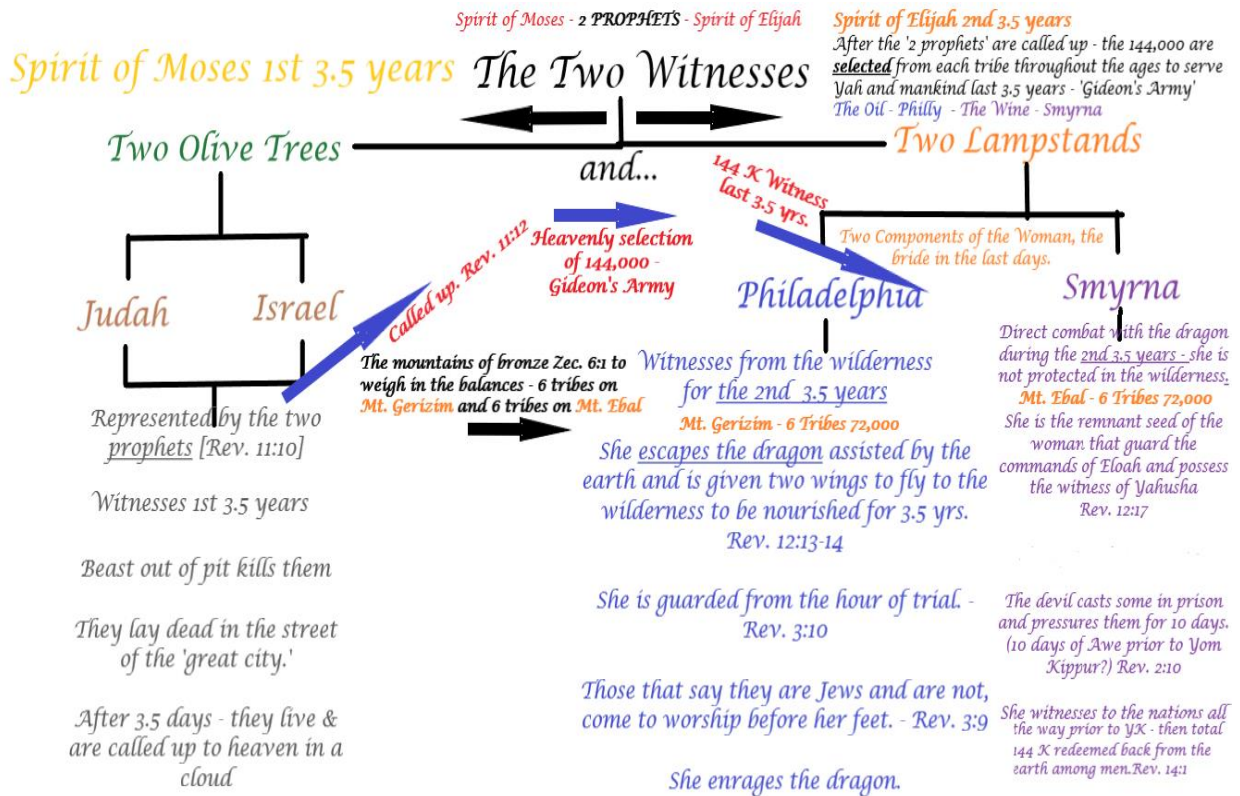 Spirit of Moses - 2 PROPHETS - Spirit of Elijah
Spirit of Moses 1st 3.5 years
The Two Witnesses
Spirit of Elijah 2nd 3.5 years
After the '2 prophets' are called up - the 144,000 are
selected from each tribe throughout the ages to serve
Yah and mankind last 3.5 years - 'Gideon's Army'
The Oil - Philly - The Wine - Smyrna
Two Olive Trees
and...
Two Lampstands
144 K Witness
last 3.5 yrs.
Called up. Rev. 11:12
Heavenly selection
of 144,000 -
Gideon's Army
Two Components of the Woman, the
bride in the last days.
Judah
Israel
Philadelphia
Smyrna
The mountains of bronze Zec. 6:1 to
weigh in the balances - 6 tribes on
Mt. Gerizim and 6 tribes on Mt. Ebal
Represented by the two
prophets [Rev. 11:10]
Witnesses 1st 3.5 years
Beast out of pit kills them
They lay dead in the street
of the 'great city.'
After 3.5 days - they live &
are called up to heaven in a
cloud
Witnesses from the wilderness
for the 2nd 3.5 years
Mt. Gerizim - 6 Tribes 72,000
She escapes the dragon assisted by the
earth and is given two wings to fly to the
wilderness to be nourished for 3.5 yrs.
Rev. 12:13-14
She is guarded from the hour of trial. -
Rev. 3:10
Those that say they are Jews and are not,
come to worship before her feet. - Rev. 3:9
She enrages the dragon.
Direct combat with the dragon
during the 2nd 3.5 years - she is
not protected in the wilderness.
Mt. Ebal - 6 Tribes 72,000
She is the remnant seed of the
woman that guard the
commands of Eloah and possess
the witness of Yahusha
Rev. 12:17
The devil casts some in prison
and pressures them for 10 days.
(10 days of Awe prior to Yom
Kippur?) Rev. 2:10
She witnesses to the nations all
the way prior to YK - then total
144 K redeemed back from the
earth among men.Rev. 14:1